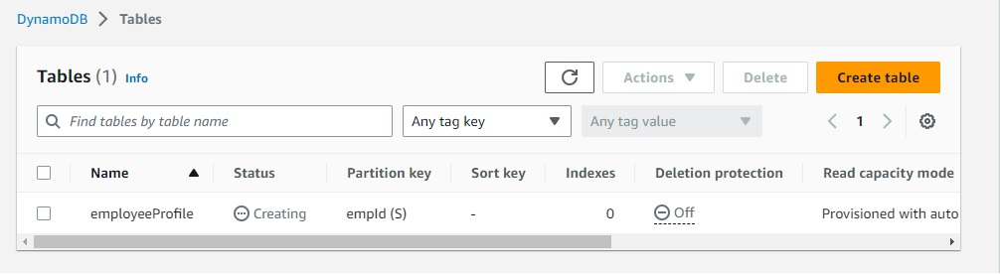 DynamoDB > Tables
Tables (1) Info Actions Delete Create table
Find tables by table name Any tag key Any tag value < 1 >
Name Status Partition key Sort key Indexes Deletion protection Read capacity mode
employeeProfile Creating empId (S) - 0 Off Provisioned with auto